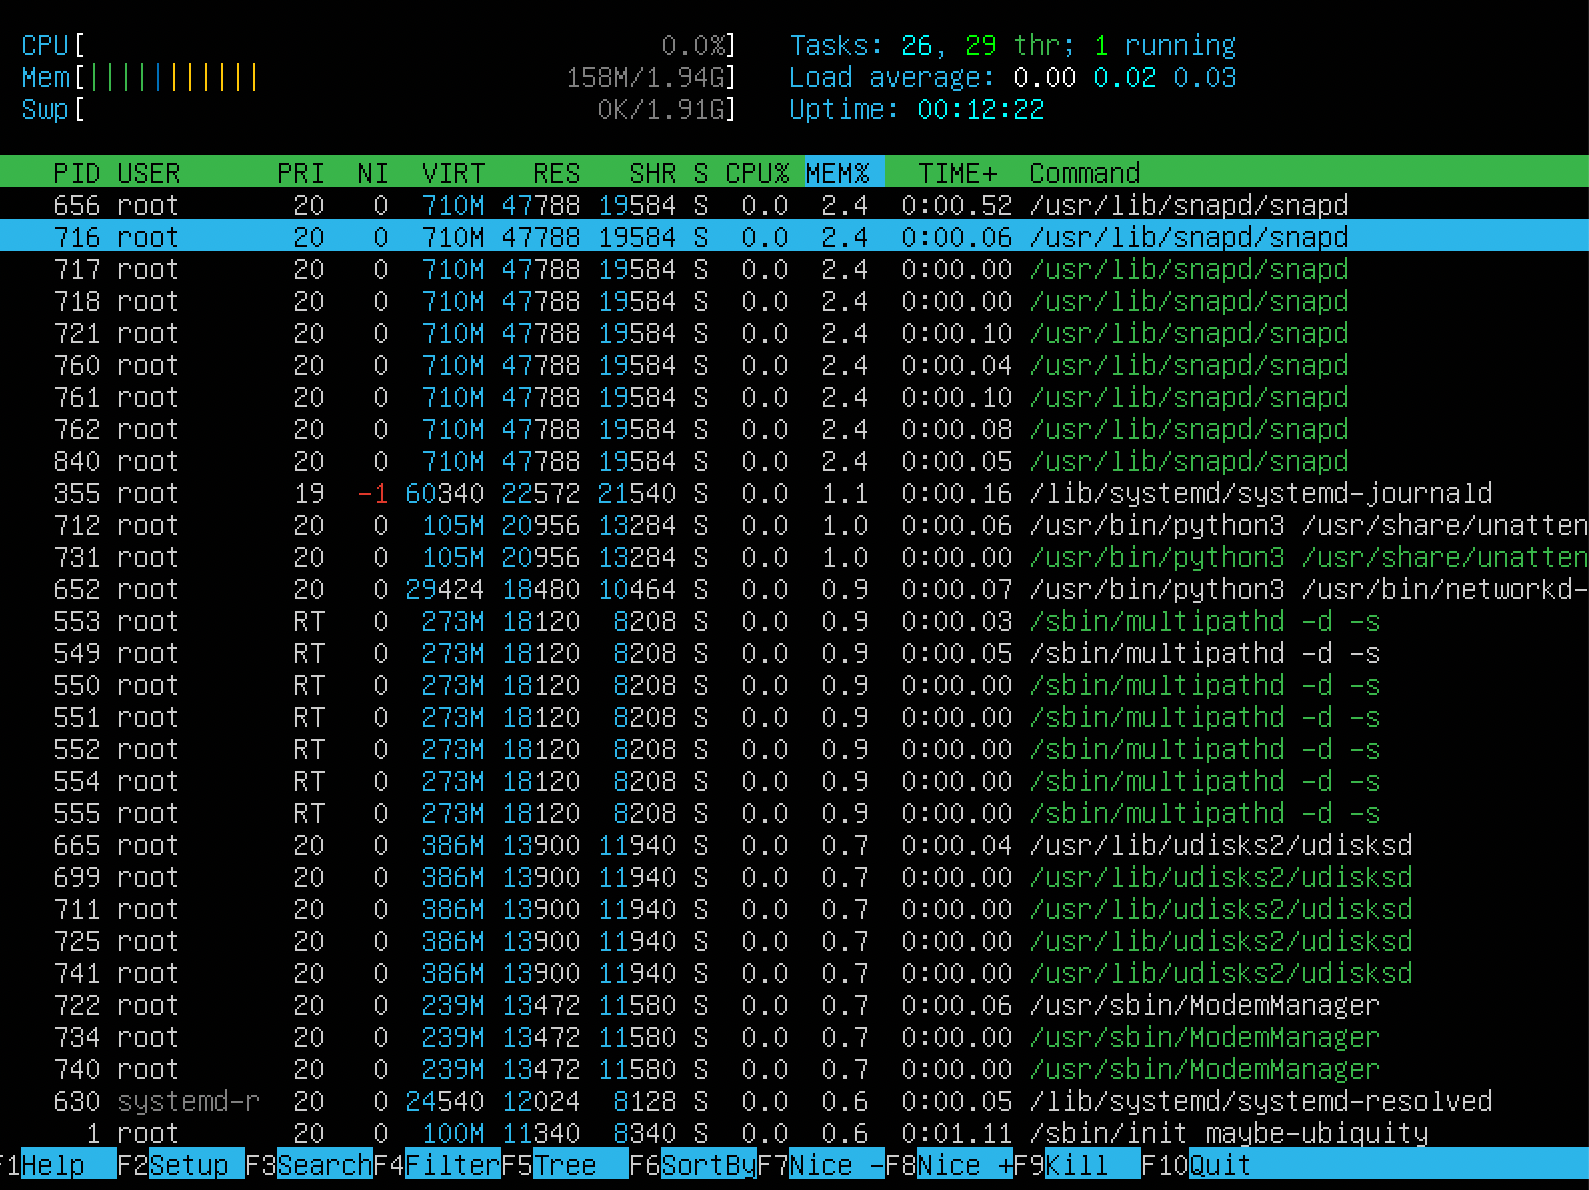 CPU[ 0.0%] Tasks: 26, 29 thr; 1 running
Mem[||||||||||| 158M/1.94G] Load average: 0.00 0.02 0.03
Swp[ 0K/1.91G] Uptime: 00:12:22
PID USER PRI NI VIRT RES SHR S CPU% MEM% TIME+ Command
656 root 20 0 710M 47788 19584 S 0.0 2.4 0:00.52 /usr/lib/snapd/snapd
716 root 20 0 710M 47788 19584 S 0.0 2.4 0:00.06 /usr/lib/snapd/snapd
717 root 20 0 710M 47788 19584 S 0.0 2.4 0:00.00 /usr/lib/snapd/snapd
718 root 20 0 710M 47788 19584 S 0.0 2.4 0:00.00 /usr/lib/snapd/snapd
721 root 20 0 710M 47788 19584 S 0.0 2.4 0:00.10 /usr/lib/snapd/snapd
760 root 20 0 710M 47788 19584 S 0.0 2.4 0:00.04 /usr/lib/snapd/snapd
761 root 20 0 710M 47788 19584 S 0.0 2.4 0:00.10 /usr/lib/snapd/snapd
762 root 20 0 710M 47788 19584 S 0.0 2.4 0:00.08 /usr/lib/snapd/snapd
840 root 20 0 710M 47788 19584 S 0.0 2.4 0:00.05 /usr/lib/snapd/snapd
355 root 19 -1 60340 22572 21540 S 0.0 1.1 0:00.16 /lib/systemd/systemd-journald
712 root 20 0 105M 20956 13284 S 0.0 1.0 0:00.06 /usr/bin/python3 /usr/share/unatten
731 root 20 0 105M 20956 13284 S 0.0 1.0 0:00.00 /usr/bin/python3 /usr/share/unatten
652 root 20 0 29424 18480 10464 S 0.0 0.9 0:00.07 /usr/bin/python3 /usr/bin/networkd-
553 root RT 0 273M 18120 8208 S 0.0 0.9 0:00.03 /sbin/multipathd -d -s
549 root RT 0 273M 18120 8208 S 0.0 0.9 0:00.05 /sbin/multipathd -d -s
550 root RT 0 273M 18120 8208 S 0.0 0.9 0:00.00 /sbin/multipathd -d -s
551 root RT 0 273M 18120 8208 S 0.0 0.9 0:00.00 /sbin/multipathd -d -s
552 root RT 0 273M 18120 8208 S 0.0 0.9 0:00.00 /sbin/multipathd -d -s
554 root RT 0 273M 18120 8208 S 0.0 0.9 0:00.00 /sbin/multipathd -d -s
555 root RT 0 273M 18120 8208 S 0.0 0.9 0:00.00 /sbin/multipathd -d -s
665 root 20 0 386M 13900 11940 S 0.0 0.7 0:00.04 /usr/lib/udisks2/udisksd
699 root 20 0 386M 13900 11940 S 0.0 0.7 0:00.00 /usr/lib/udisks2/udisksd
711 root 20 0 386M 13900 11940 S 0.0 0.7 0:00.00 /usr/lib/udisks2/udisksd
725 root 20 0 386M 13900 11940 S 0.0 0.7 0:00.00 /usr/lib/udisks2/udisksd
741 root 20 0 386M 13900 11940 S 0.0 0.7 0:00.00 /usr/lib/udisks2/udisksd
722 root 20 0 239M 13472 11580 S 0.0 0.7 0:00.06 /usr/sbin/ModemManager
734 root 20 0 239M 13472 11580 S 0.0 0.7 0:00.00 /usr/sbin/ModemManager
740 root 20 0 239M 13472 11580 S 0.0 0.7 0:00.00 /usr/sbin/ModemManager
630 systemd-r 20 0 24540 12024 8128 S 0.0 0.6 0:00.05 /lib/systemd/systemd-resolved
1 root 20 0 100M 11340 8340 S 0.0 0.6 0:01.11 /sbin/init maybe-ubiquity
F1Help F2Setup F3SearchF4FilterF5Tree F6SortByF7Nice -F8Nice +F9Kill F10Quit